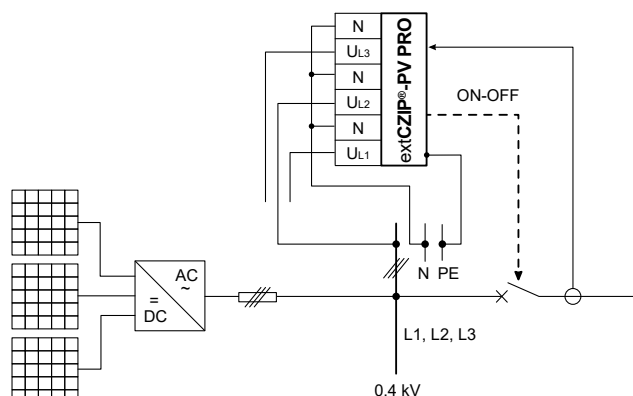 N
UL3
N
UL2
N
UL1
extCZIP®-PV PRO
ON-OFF
N PE
AC
~
=
DC
L1, L2, L3
0.4 kV